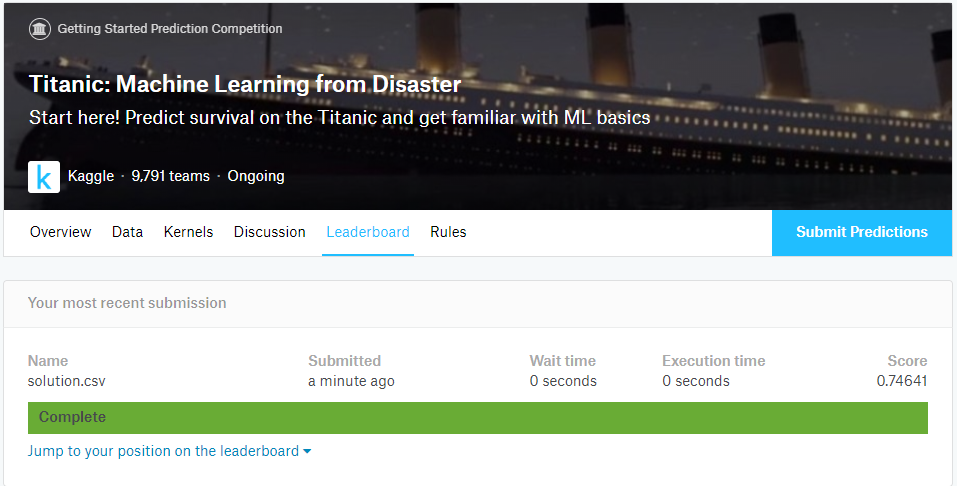 Getting Started Prediction Competition
Titanic: Machine Learning from Disaster
Start here! Predict survival on the Titanic and get familiar with ML basics
k Kaggle · 9,791 teams · Ongoing
Overview Data Kernels Discussion Leaderboard Rules Submit Predictions
Your most recent submission
Name Submitted Wait time Execution time Score
solution.csv a minute ago 0 seconds 0 seconds 0.74641
Complete
Jump to your position on the leaderboard